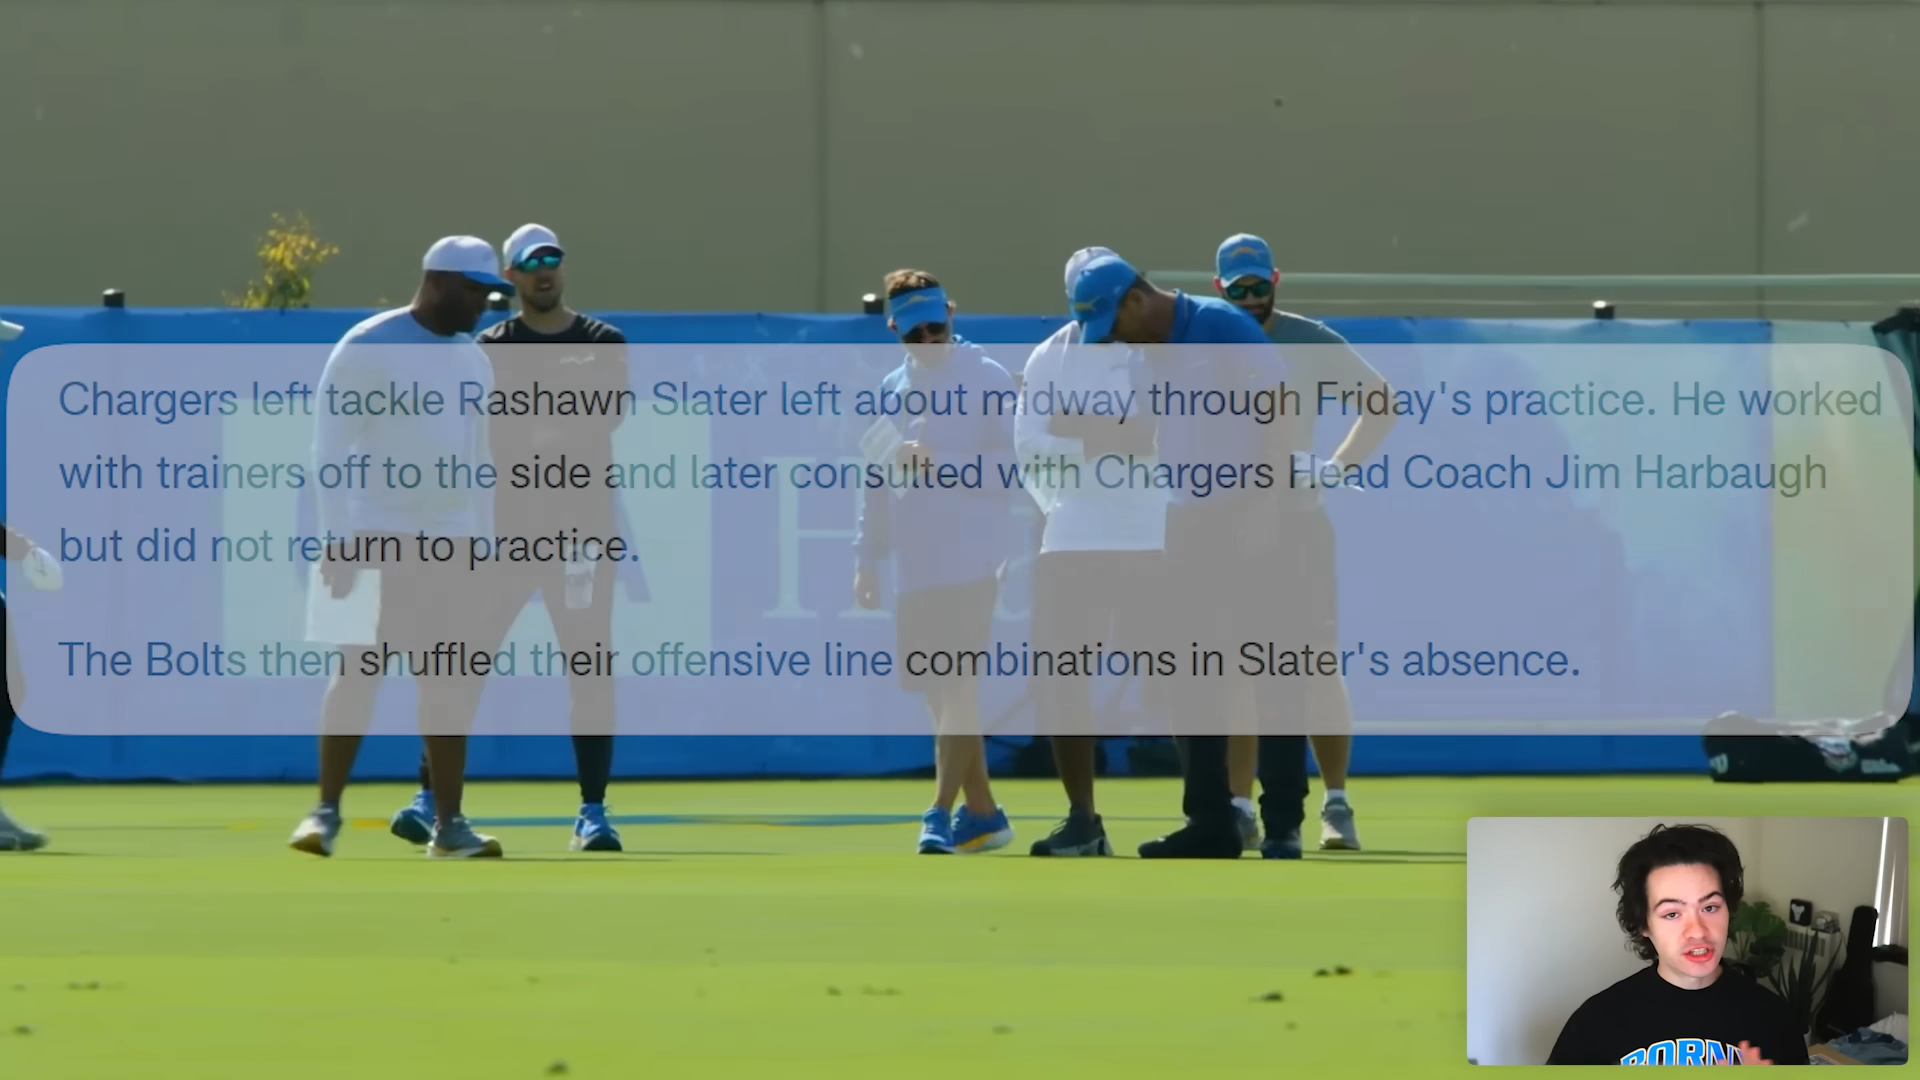 Chargers left tackle Rashawn Slater left about midway through Friday's practice. He worked
with trainers off to the side and later consulted with Chargers Head Coach Jim Harbaugh
but did not return to practice.
The Bolts then shuffled their offensive line combinations in Slater's absence.